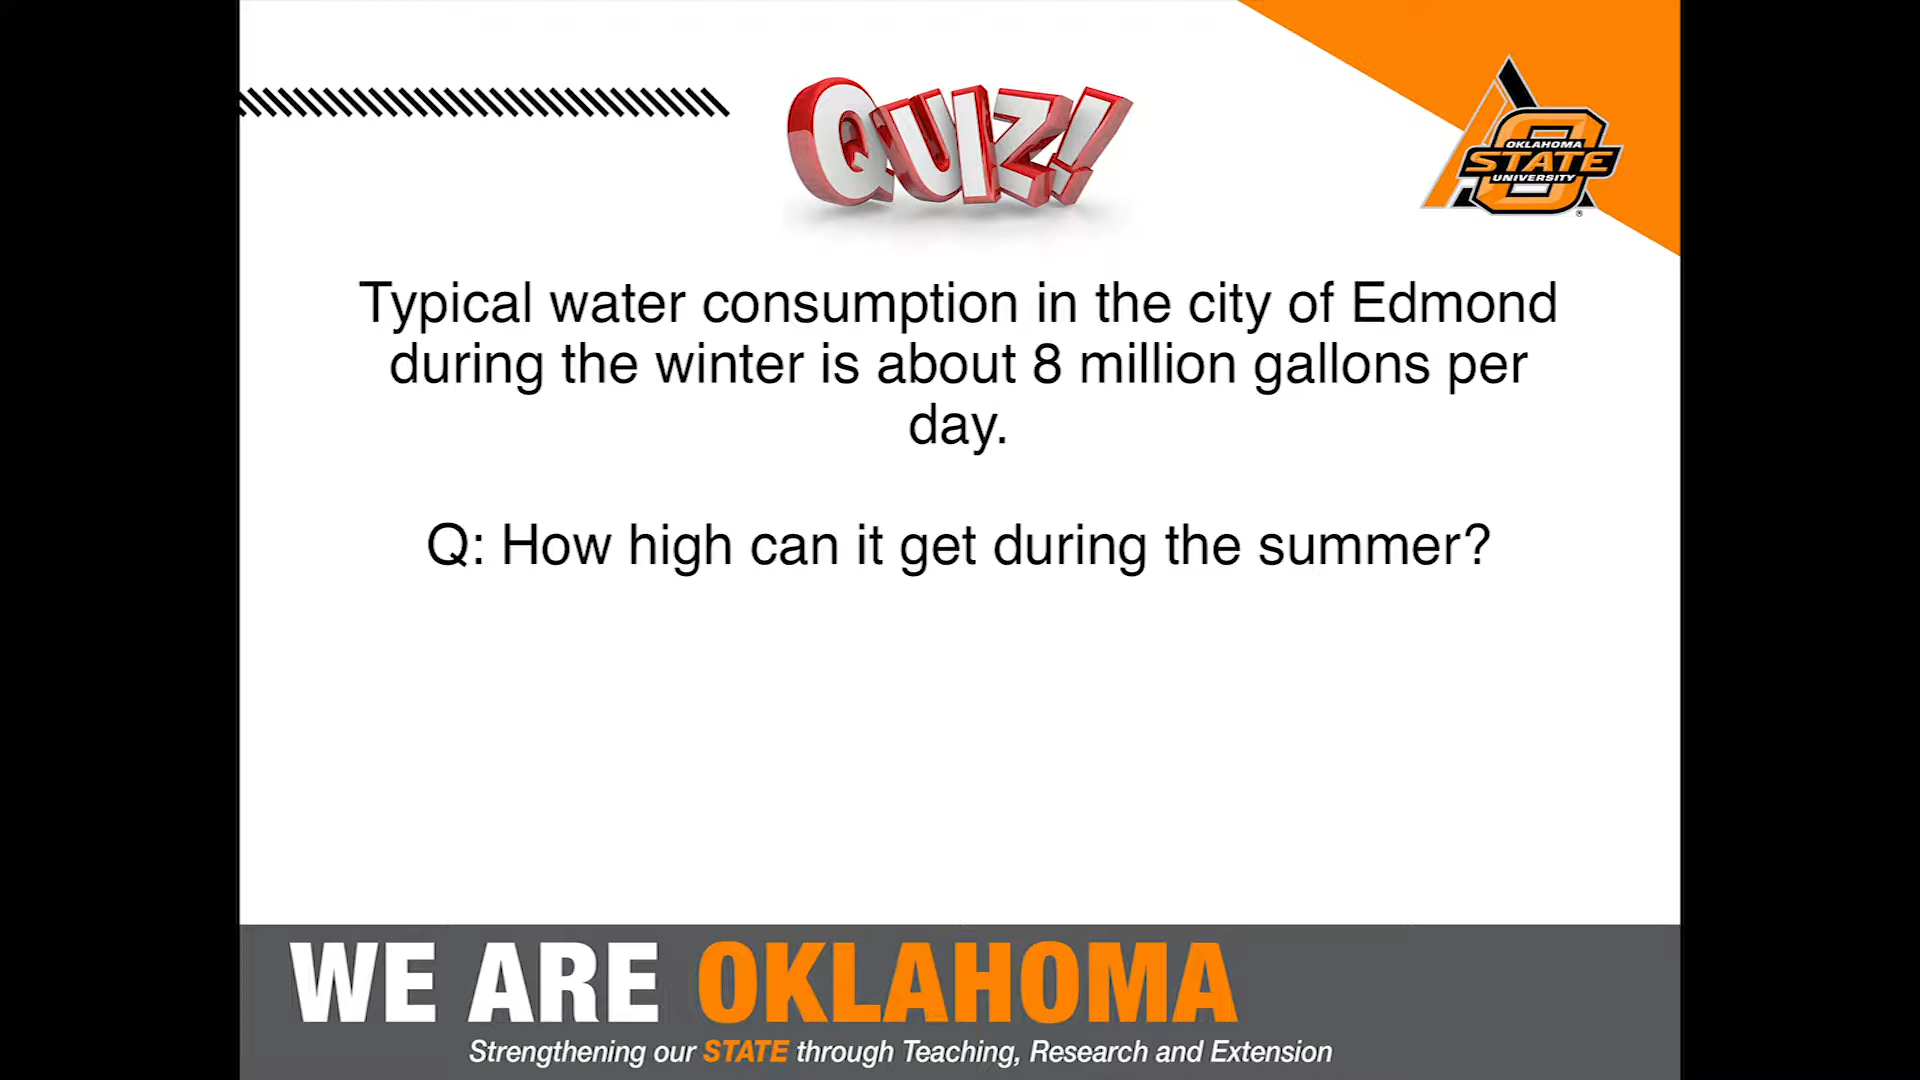 QUIZ!
OKLAHOMA
STATE
UNIVERSITY
®
Typical water consumption in the city of Edmond
during the winter is about 8 million gallons per
day.
Q: How high can it get during the summer?
WE ARE OKLAHOMA
Strengthening our STATE through Teaching, Research and Extension